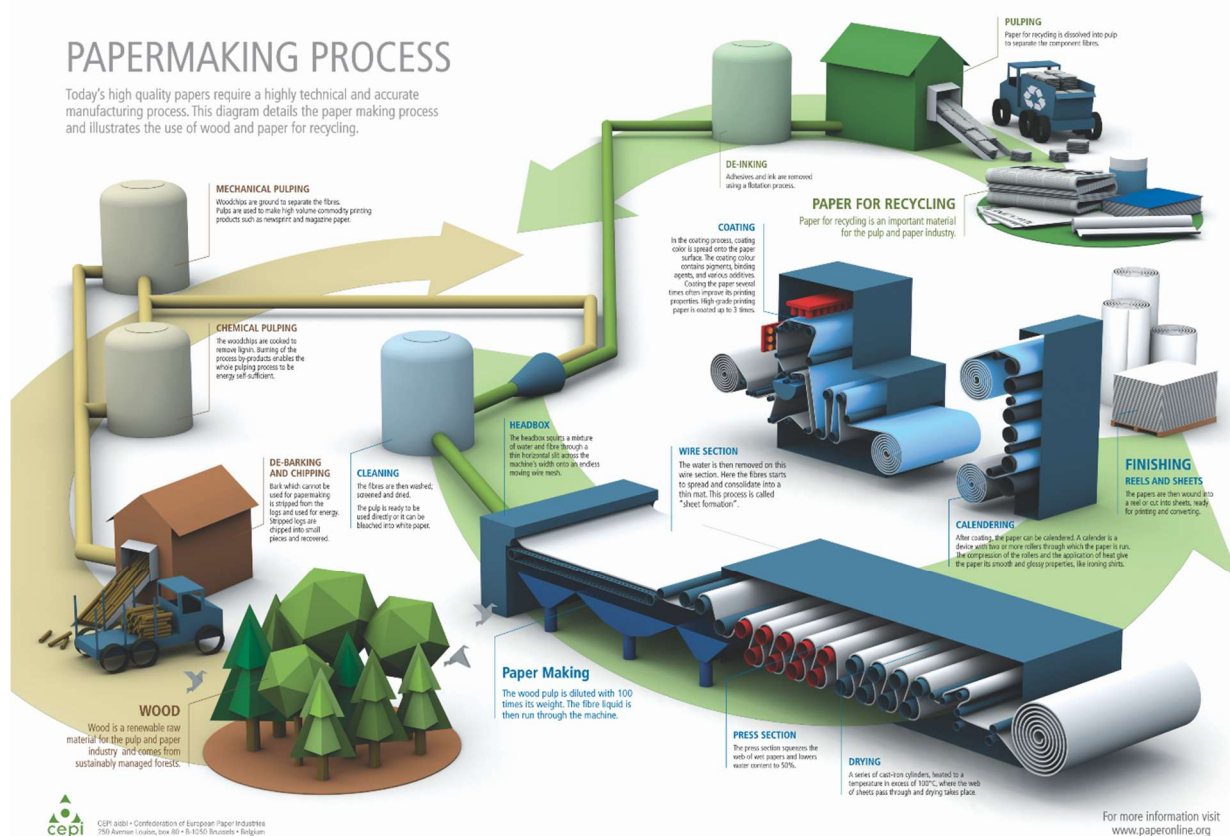 PAPERMAKING PROCESS
Today's high quality papers require a highly technical and accurate
manufacturing process. This diagram details the paper making process
and illustrates the use of wood and paper for recycling.
PULPING
Paper for recycling is dissolved into pulp
to separate the component fibres.
DE-INKING
Adhesives and ink are removed
using a flotation process.
PAPER FOR RECYCLING
Paper for recycling is an important material
for the pulp and paper industry.
MECHANICAL PULPING
Woodchips are ground to separate the fibres.
Pulps are used to make high volume commodity printing
products such as newsprint and magazine paper.
CHEMICAL PULPING
The woodchips are cooked to
remove lignin. Burning of the
process by-products enables the
whole pulping process to be
energy self-sufficient.
DE-BARKING
AND CHIPPING
Bark which cannot be
used for papermaking
is stripped from the
logs and used for energy.
Stripped logs are
chipped into small
pieces and recovered.
CLEANING
The fibres are then washed;
screened and dried.
The pulp is ready to be
used directly or it can be
bleached into white paper.
HEADBOX
The headbox squirts a mixture
of water and fibre through a
thin horizontal slit across the
machine's width onto an endless
moving wire mesh.
COATING
In the coating process, coating
color is spread onto the paper
surface. The coating colour
contains pigments, binding
agents, and various additives.
Coating the paper several
times often improve its printing
properties. High-grade printing
paper is coated up to 3 times.
WIRE SECTION
The water is then removed on this
wire section. Here the fibres starts
to spread and consolidate into a
thin mat. This process is called
"sheet formation".
CALENDERING
After coating, the paper can be calendered. A calender is a
device with two or more rollers through which the paper is run.
The compression of the rollers and the application of heat give
the paper its smooth and glossy properties, like ironing shirts.
FINISHING
REELS AND SHEETS
The papers are then wound into
a reel or cut into sheets, ready
for printing and converting.
WOOD
Wood is a renewable raw
material for the pulp and paper
industry and comes from
sustainably managed forests.
Paper Making
The wood pulp is diluted with 100
times its weight. The fibre liquid is
then run through the machine.
PRESS SECTION
The press section squeezes the
web of wet papers and lowers
water content to 50%.
DRYING
A series of cast-iron cylinders, heated to a
temperature in excess of 100°C, where the web
of sheets pass through and drying takes place.
cepi
CEPI aisbl • Confederation of European Paper Industries
250 Avenue Louise, box 80 • B-1050 Brussels • Belgium
For more information visit
www.paperonline.org